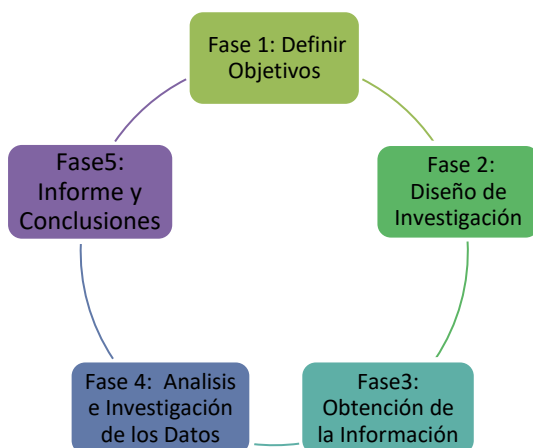 Fase 1: Definir
Objetivos
Fase 2:
Diseño de
Investigación
Fase3:
Obtención de
la Información
Fase 4:  Analisis
e Investigación
de los Datos
Fase5:
Informe y
Conclusiones